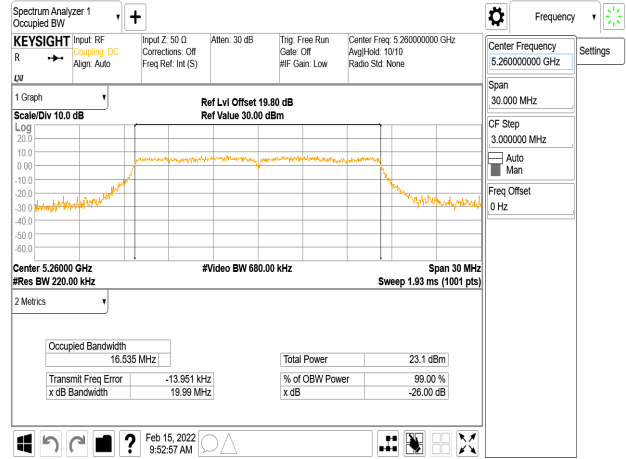 Spectrum Analyzer 1
Occupied BW
Frequency
KEYSIGHT
R
Input: RF
Coupling: DC
Align: Auto
Input Z: 50 Ω
Corrections: Off
Freq Ref: Int (S)
Atten: 30 dB
Trig: Free Run
Gate: Off
#IF Gain: Low
Center Freq: 5.260000000 GHz
Avg|Hold: 10/10
Radio Std: None
Center Frequency
5.260000000 GHz
Settings
Span
30.000 MHz
CF Step
3.000000 MHz
Auto
Man
Freq Offset
0 Hz
1 Graph
Scale/Div 10.0 dB
Ref Lvl Offset 19.80 dB
Ref Value 30.00 dBm
Log
20.0
10.0
0.00
-10.0
-20.0
-30.0
-40.0
-50.0
-60.0
Center 5.26000 GHz
#Res BW 220.00 kHz
#Video BW 680.00 kHz
Span 30 MHz
Sweep 1.93 ms (1001 pts)
2 Metrics
Occupied Bandwidth
16.535 MHz
Total Power 23.1 dBm
Transmit Freq Error -13.951 kHz
% of OBW Power 99.00 %
x dB Bandwidth 19.99 MHz
x dB -26.00 dB
?
Feb 15, 2022
9:52:57 AM